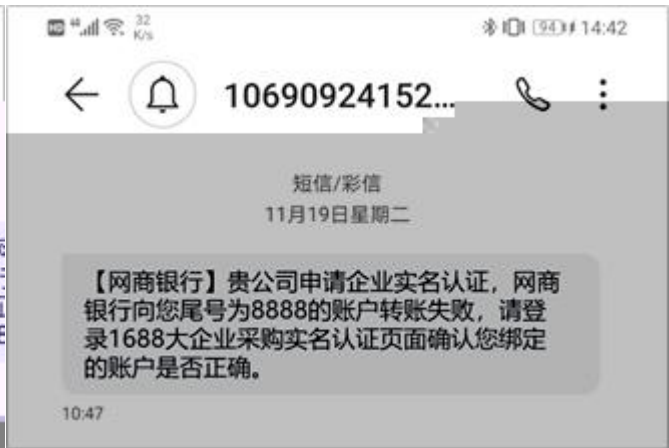 HD 4G 32 K/s 94 14:42
10690924152...
短信/彩信
11月19日星期二
【网商银行】贵公司申请企业实名认证，网商
银行向您尾号为8888的账户转账失败，请登
录1688大企业采购实名认证页面确认您绑定
的账户是否正确。
10:47